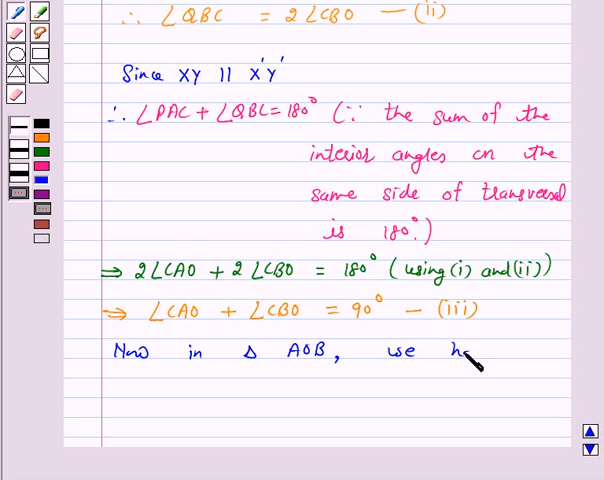 ∴ ∠QBC = 2∠CBO — (ii)
Since XY || X'Y'
∴ ∠PAC + ∠QBC = 180° (∵ the sum of the
interior angles on the
same side of transversal
is 180°.)
⇒ 2∠CAO + 2∠CBO = 180° (using (i) and (ii))
⇒ ∠CAO + ∠CBO = 90° — (iii)
Now in △ AOB, we ha